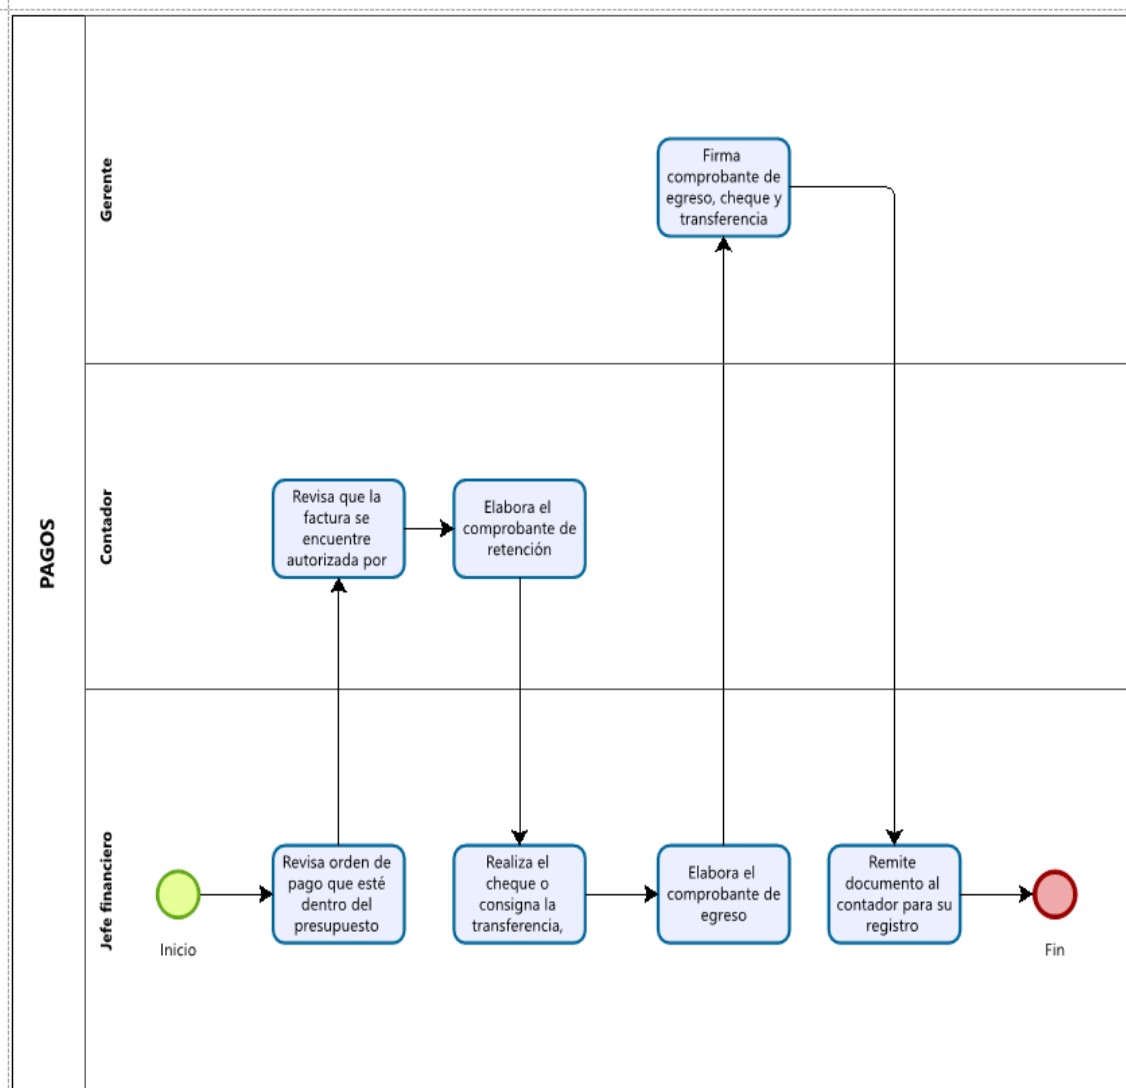 PAGOS
Gerente
Firma
comprobante de
egreso, cheque y
transferencia
Contador
Revisa que la
factura se
encuentre
autorizada por
Elabora el
comprobante de
retención
Jefe financiero
Inicio
Revisa orden de
pago que esté
dentro del
presupuesto
Realiza el
cheque o
consigna la
transferencia,
Elabora el
comprobante de
egreso
Remite
documento al
contador para su
registro
Fin